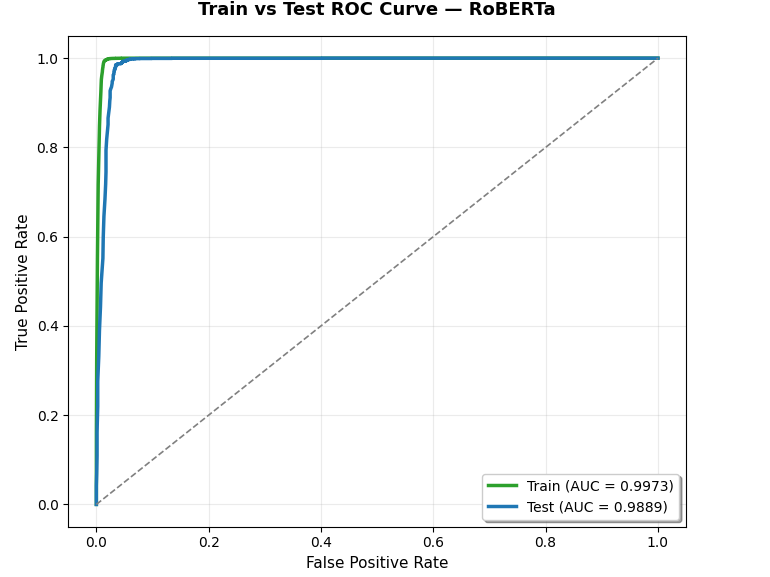 Train vs Test ROC Curve — RoBERTa
True Positive Rate
1.0
0.8
0.6
0.4
0.2
0.0
Train (AUC = 0.9973)
Test (AUC = 0.9889)
0.0 0.2 0.4 0.6 0.8 1.0
False Positive Rate